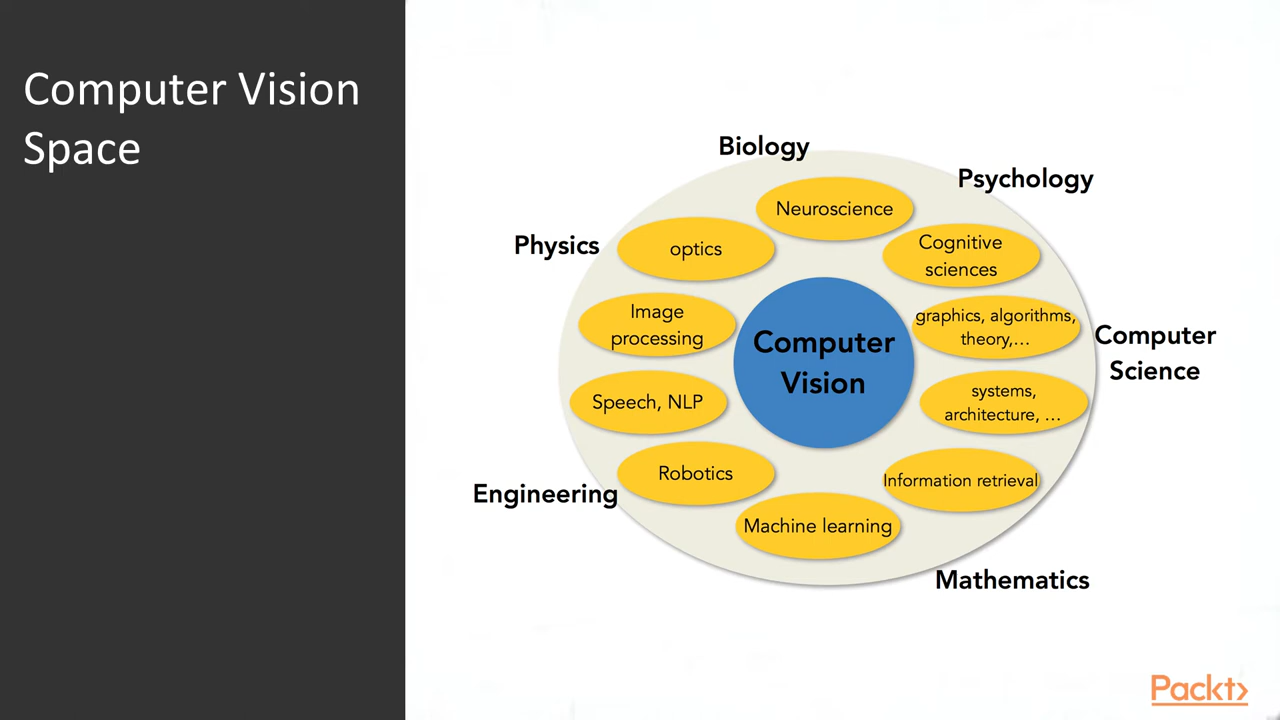 Computer Vision
Space
Biology
Psychology
Neuroscience
Physics
optics
Cognitive
sciences
Image
processing
graphics, algorithms,
theory,...
Computer
Science
Computer
Vision
Speech, NLP
systems,
architecture, ...
Robotics
Information retrieval
Engineering
Machine learning
Mathematics
Packt>